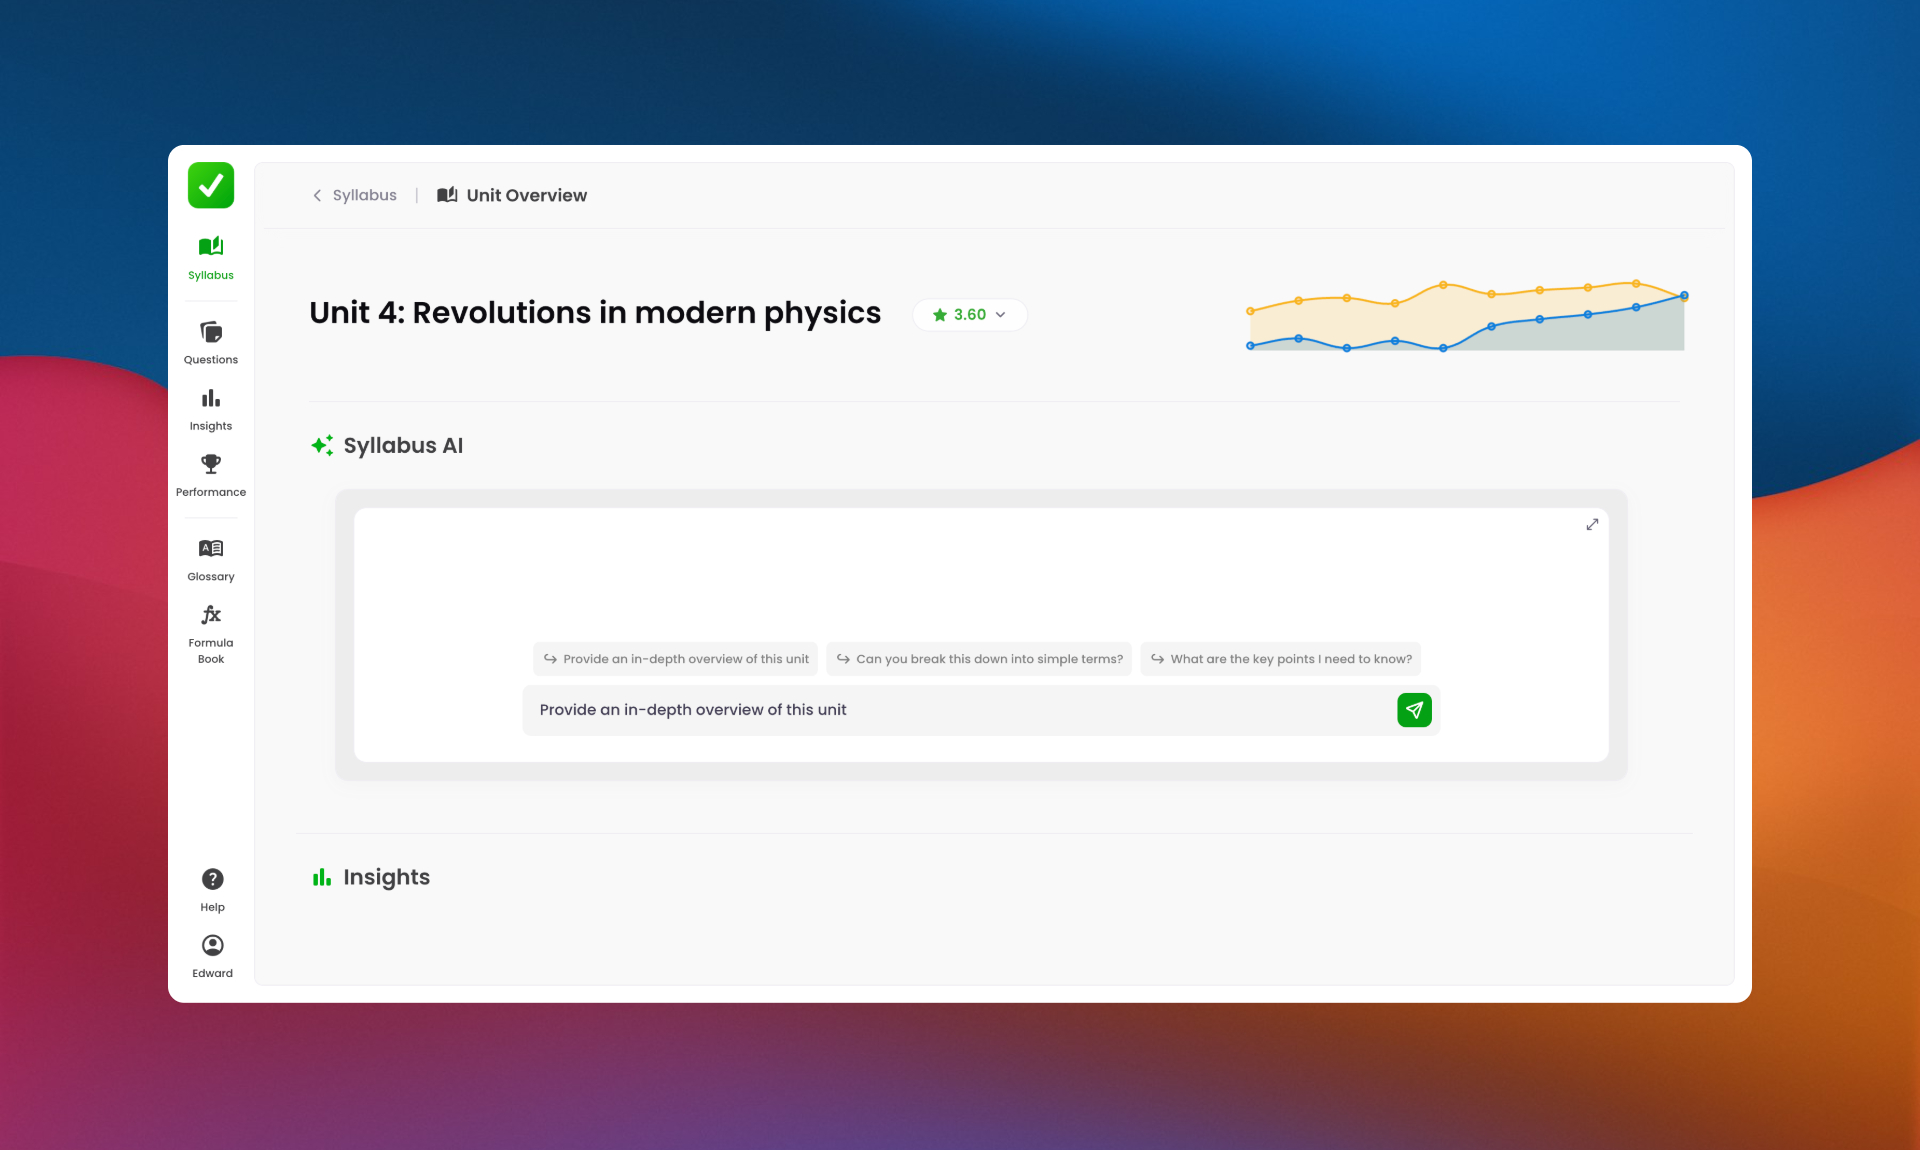 Syllabus
Questions
Insights
Performance
Glossary
Formula
Book
Help
Edward
Syllabus | Unit Overview
Unit 4: Revolutions in modern physics
3.60
Syllabus AI
Provide an in-depth overview of this unit
Can you break this down into simple terms?
What are the key points I need to know?
Provide an in-depth overview of this unit
Insights